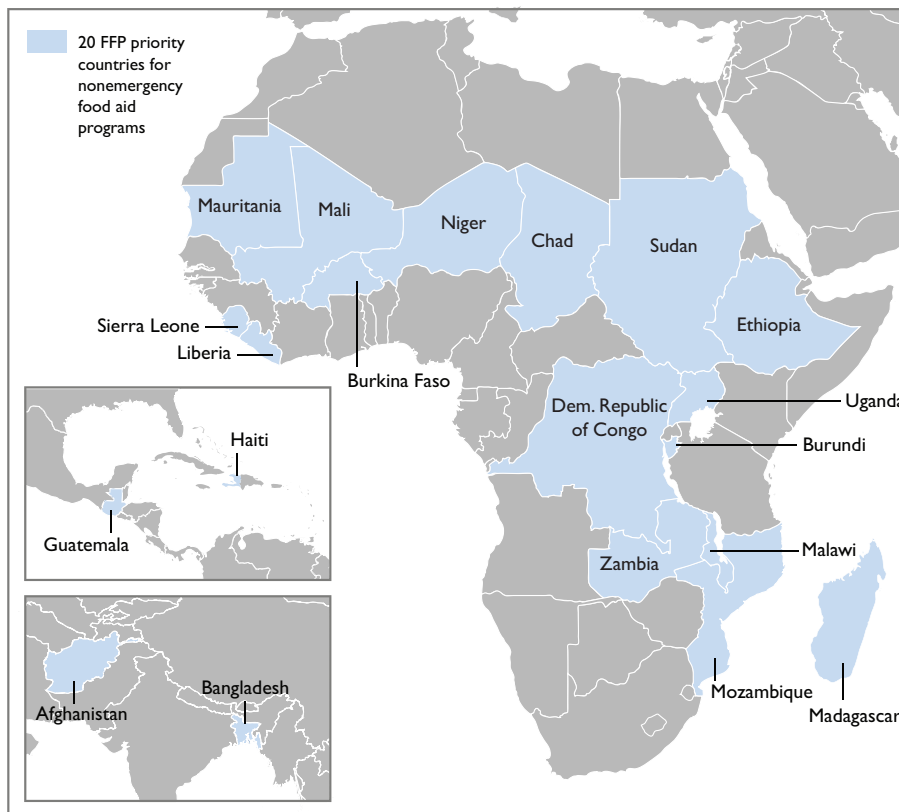 20 FFP priority
countries for
nonemergency
food aid
programs
Mauritania
Mali
Niger
Chad
Sudan
Ethiopia
Sierra Leone
Liberia
Burkina Faso
Dem. Republic
of Congo
Uganda
Burundi
Haiti
Guatemala
Zambia
Malawi
Afghanistan
Bangladesh
Mozambique
Madagascar